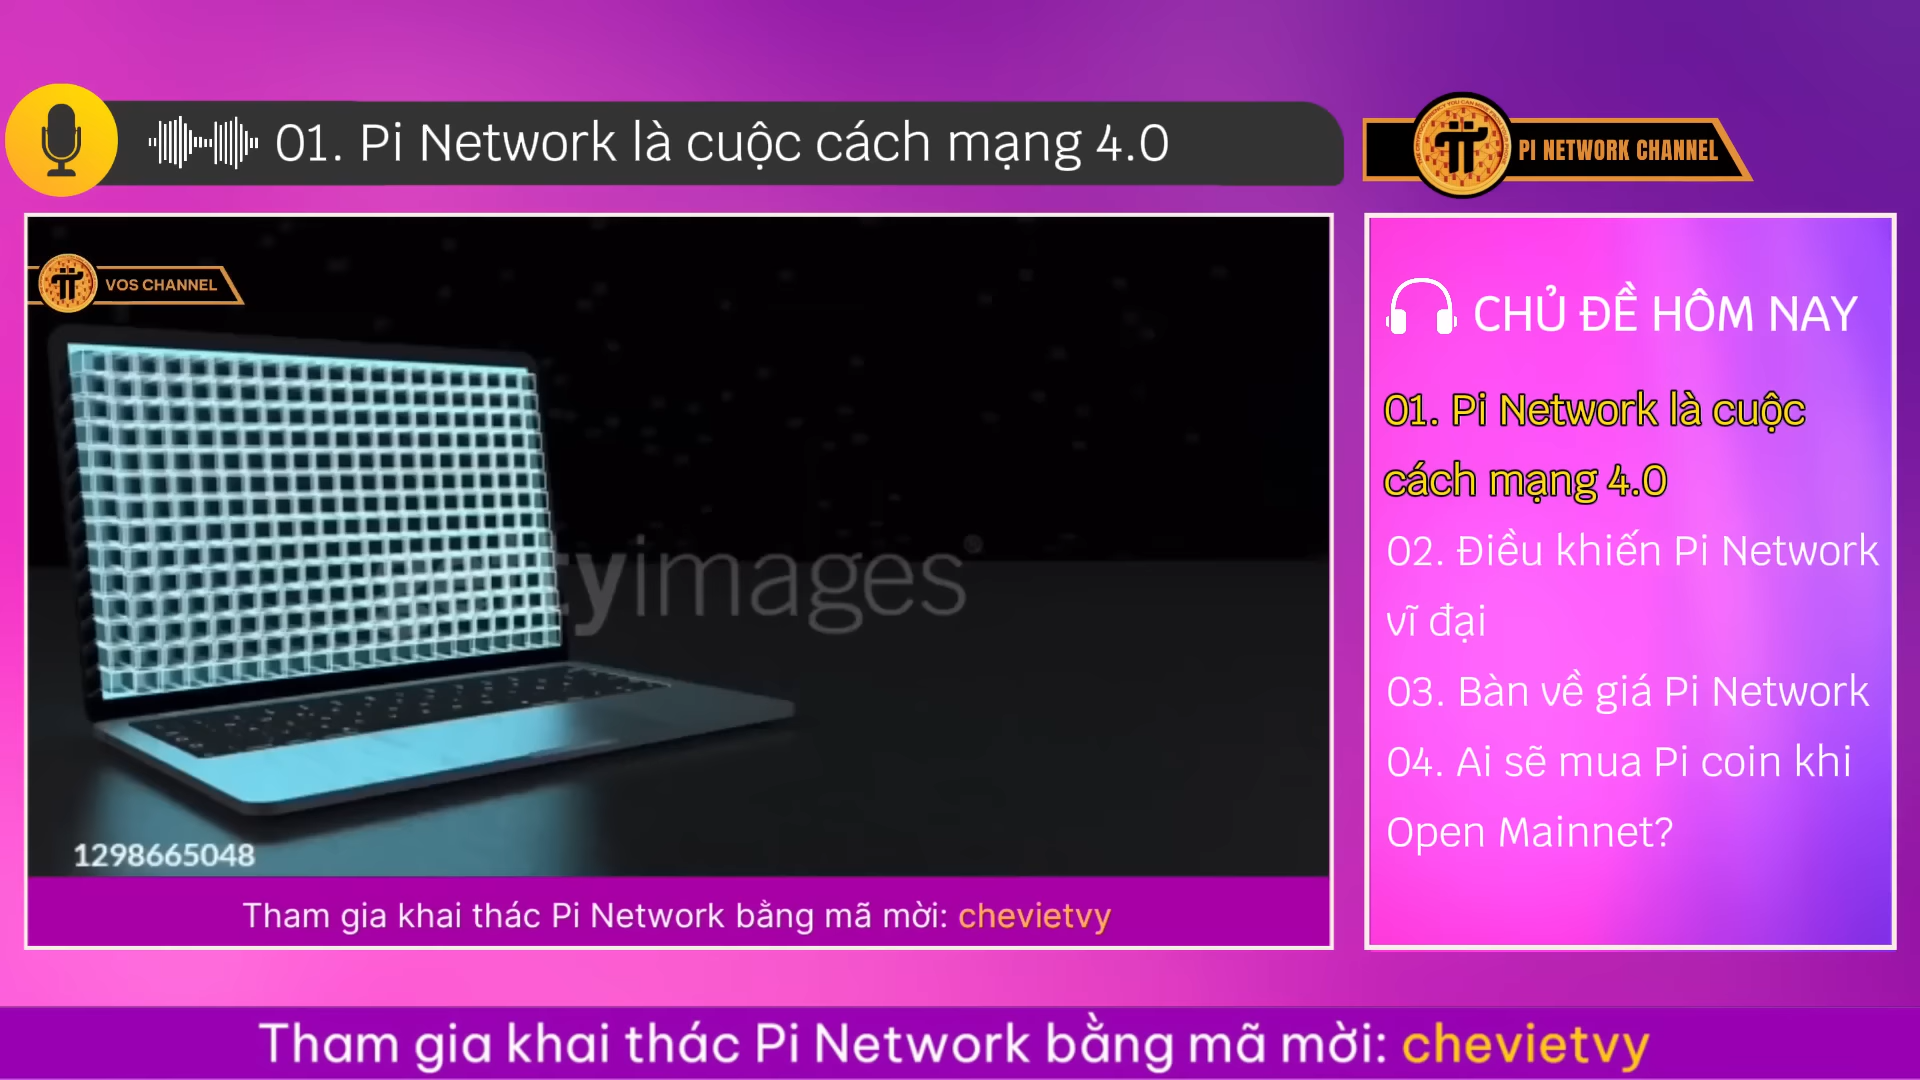 01. Pi Network là cuộc cách mạng 4.0
PI NETWORK CHANNEL
VOS CHANNEL
tyimages
1298665048
Tham gia khai thác Pi Network bằng mã mời: chevietvy
CHỦ ĐỀ HÔM NAY
01. Pi Network là cuộc
cách mạng 4.0
02. Điều khiến Pi Network
vĩ đại
03. Bàn về giá Pi Network
04. Ai sẽ mua Pi coin khi
Open Mainnet?
Tham gia khai thác Pi Network bằng mã mời: chevietvy